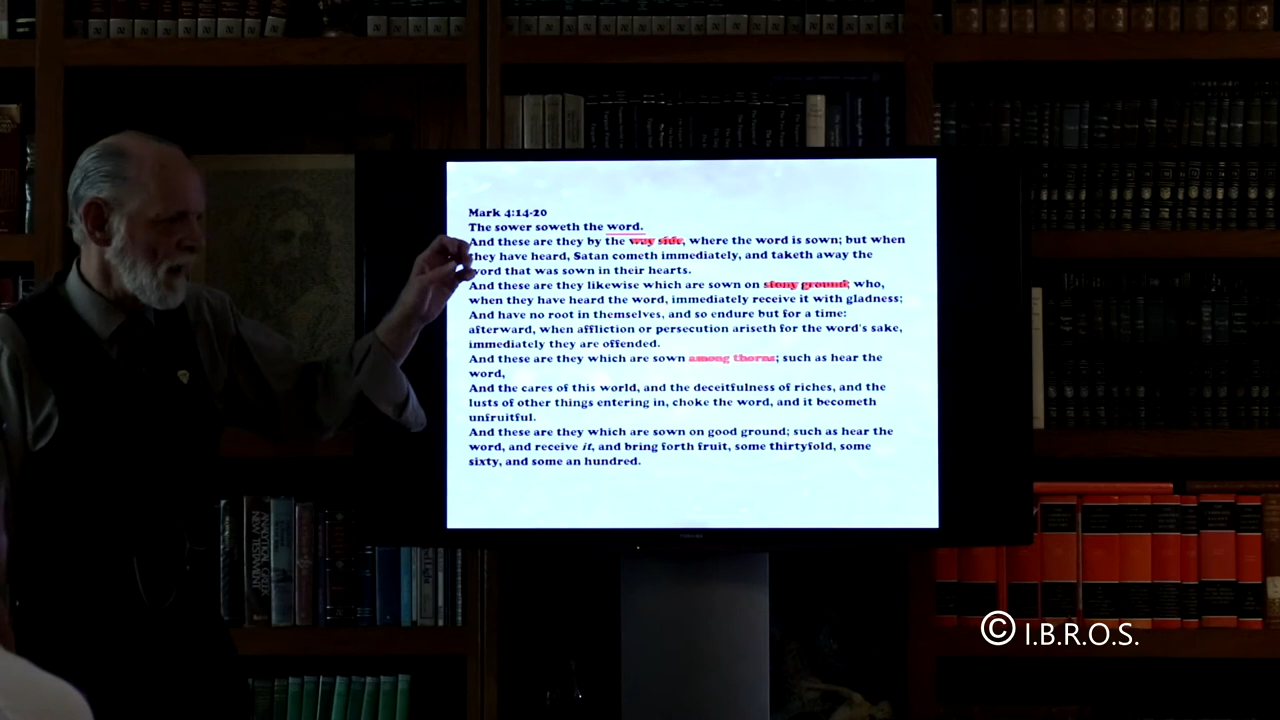 Mark 4:14-20
The sower soweth the word.
And these are they by the way side, where the word is sown; but when
they have heard, Satan cometh immediately, and taketh away the
word that was sown in their hearts.
And these are they likewise which are sown on stony ground; who,
when they have heard the word, immediately receive it with gladness;
And have no root in themselves, and so endure but for a time:
afterward, when affliction or persecution ariseth for the word's sake,
immediately they are offended.
And these are they which are sown among thorns; such as hear the
word,
And the cares of this world, and the deceitfulness of riches, and the
lusts of other things entering in, choke the word, and it becometh
unfruitful.
And these are they which are sown on good ground; such as hear the
word, and receive it, and bring forth fruit, some thirtyfold, some
sixty, and some an hundred.
TOSHIBA
ANALYTICAL GREEK
NEW TESTAMENT
© I.B.R.O.S.